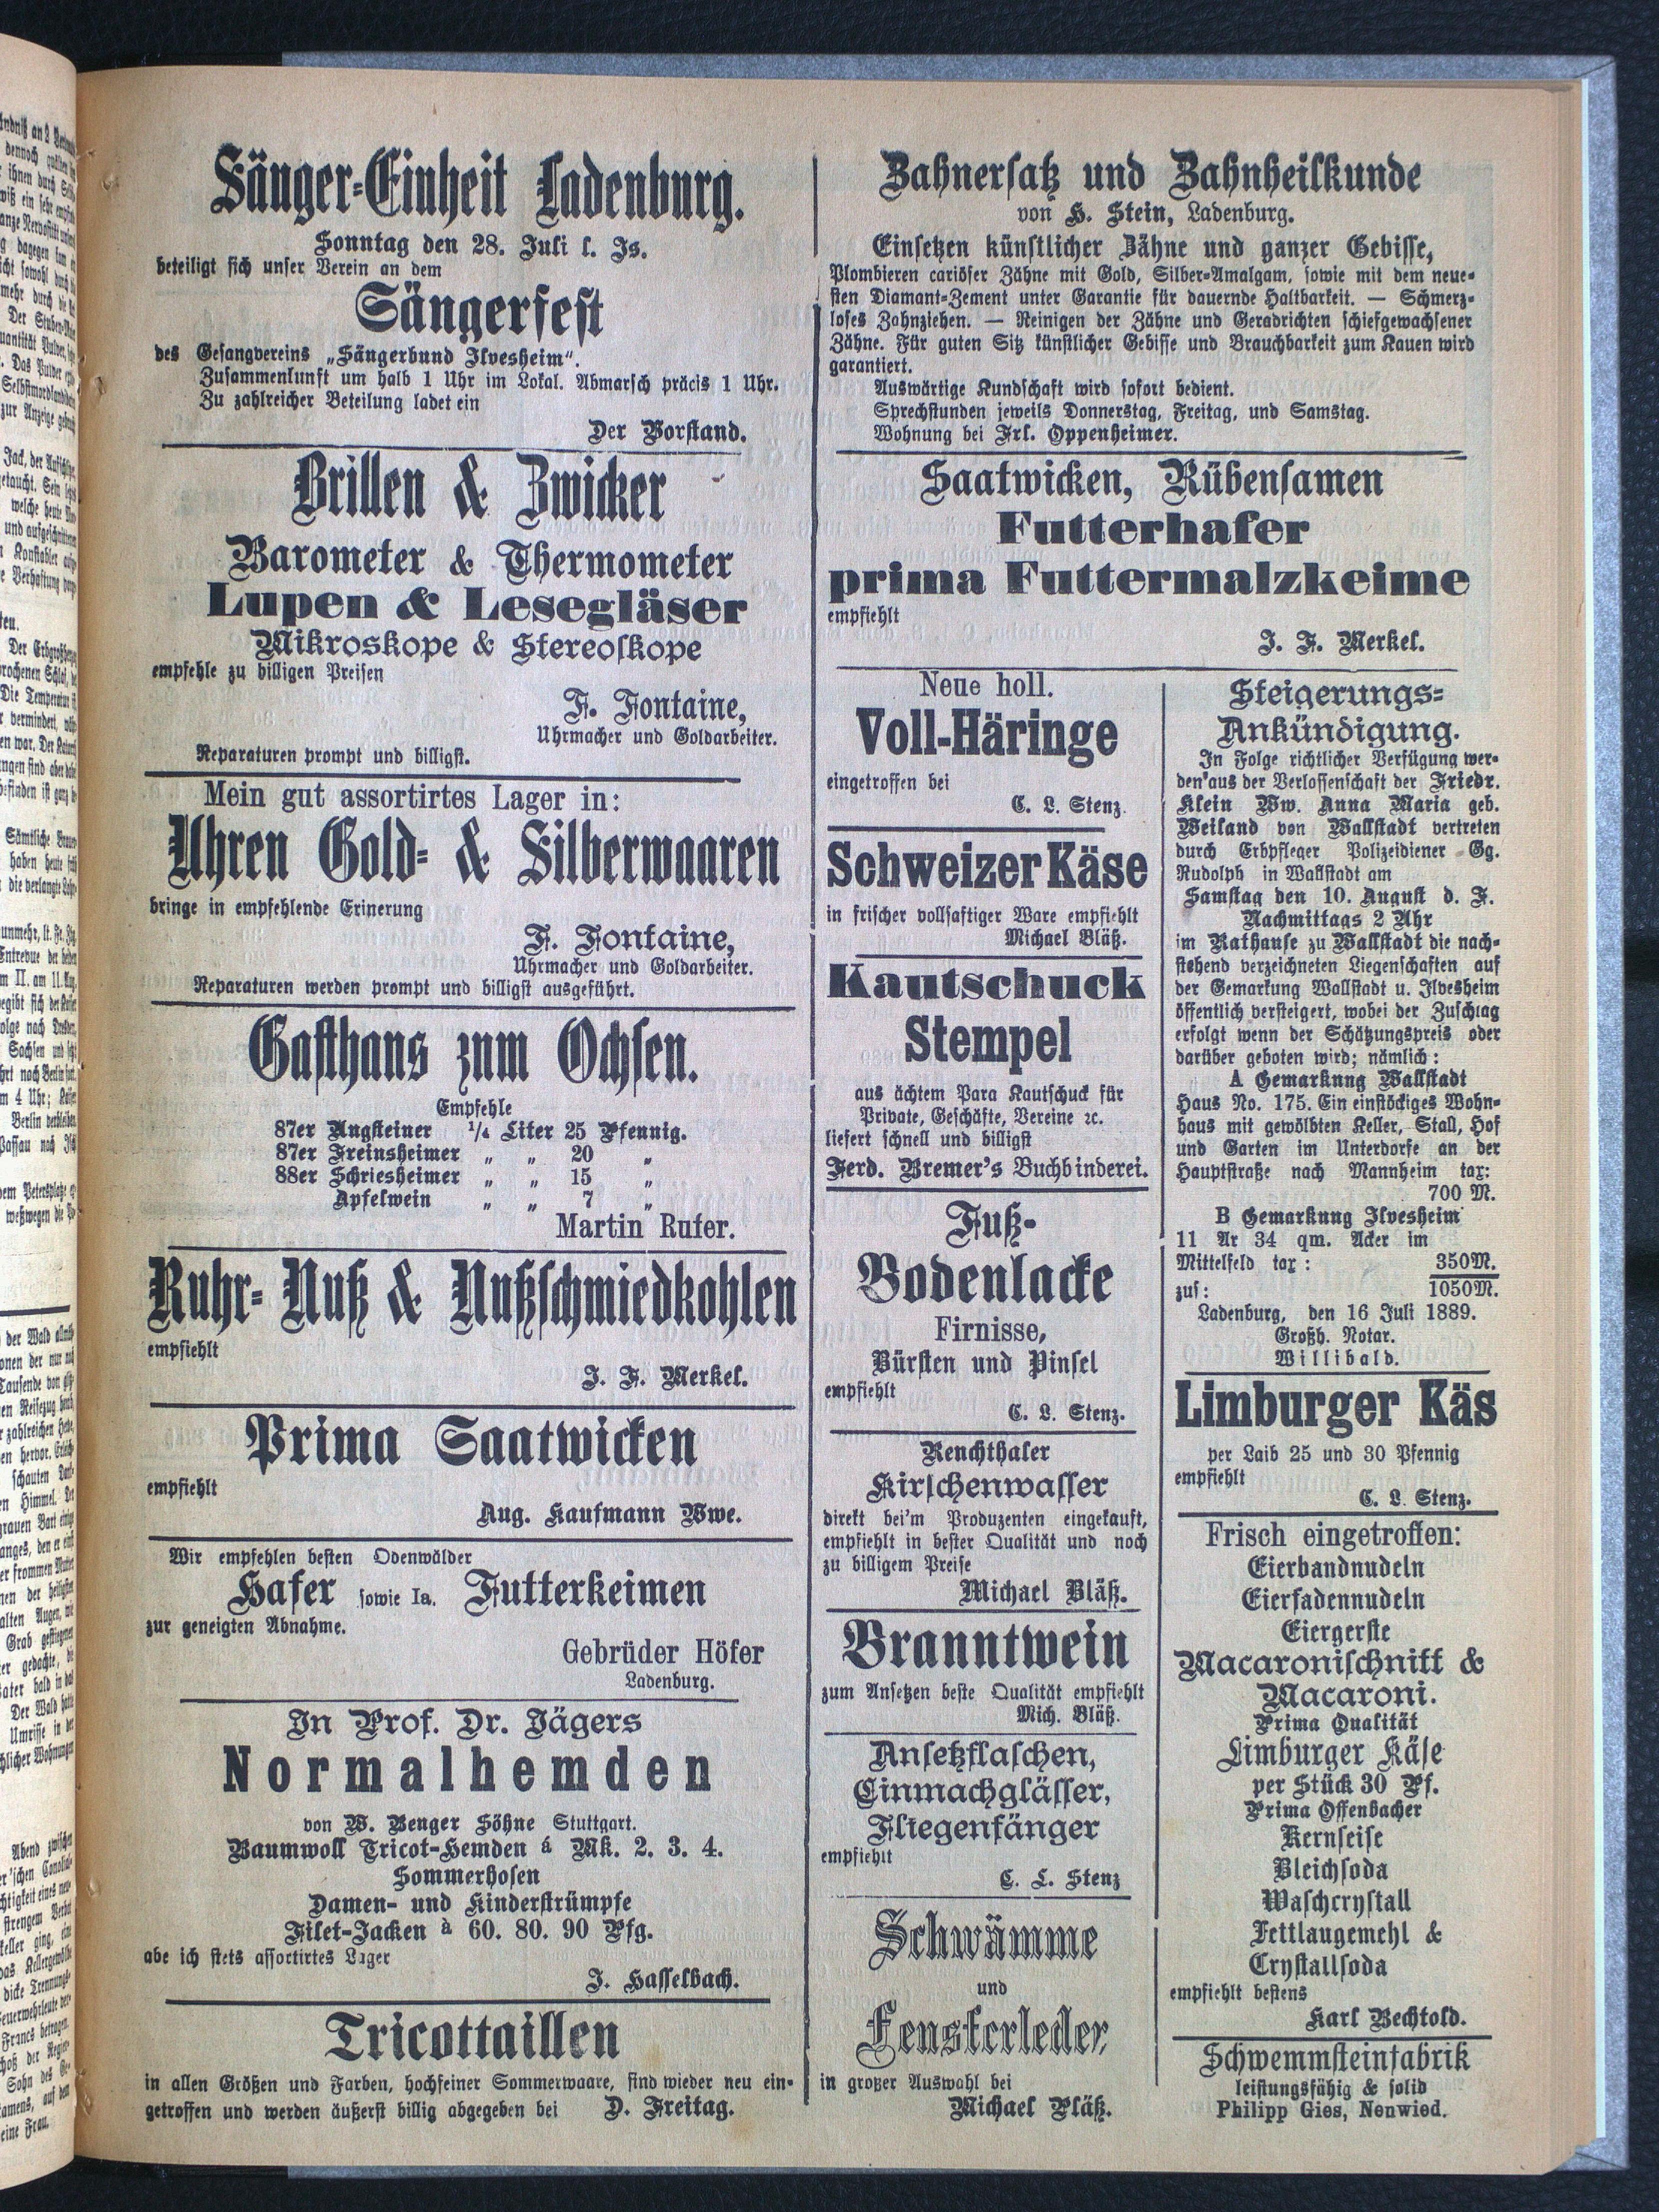 Sänger-Einheit Ladenburg.
Sonntag den 28. Juli l. Js.
beteiligt sich unser Verein an dem
Sängerfest
des Gesangvereins „Sängerbund Ilvesheim“.
Zusammenkunft um halb 1 Uhr im Lokal. Abmarsch präcis 1 Uhr.
Zu zahlreicher Beteilung ladet ein
Der Vorstand.
Brillen & Zwicker
Barometer & Thermometer
Lupen & Lesegläser
Mikroskope & Stereoskope
empfehle zu billigen Preisen
F. Fontaine,
Uhrmacher und Goldarbeiter.
Reparaturen prompt und billigst.
Mein gut assortirtes Lager in:
Uhren Gold- & Silberwaaren
bringe in empfehlende Erinerung
F. Fontaine,
Uhrmacher und Goldarbeiter.
Reparaturen werden prompt und billigst ausgeführt.
Gasthaus zum Ochsen.
Empfehle
87er Augsteiner 1/4 Liter 25 Pfennig.
87er Freinsheimer „ „ 20 „
88er Schriesheimer „ „ 15 „
Apfelwein „ „ 7 „
Martin Rufer.
Ruhr- Nuß & Nußschmiedkohlen
empfiehlt
J. F. Merkel.
Prima Saatwicken
empfiehlt
Aug. Kaufmann Wwe.
Wir empfehlen besten Odenwälder
Hafer sowie Ia. Futterkeimen
zur geneigten Abnahme.
Gebrüder Höfer
Ladenburg.
In Prof. Dr. Jägers
Normalhemden
von W. Benger Söhne Stuttgart.
Baumwoll Tricot-Hemden á Mk. 2. 3. 4.
Sommerhosen
Damen- und Kinderstrümpfe
Filet-Jacken à 60. 80. 90 Pfg.
abe ich stets assortirtes Lager
J. Hasselbach.
Tricottaillen
in allen Größen und Farben, hochfeiner Sommerwaare, sind wieder neu ein-
getroffen und werden äußerst billig abgegeben bei D. Freitag.
Zahnersatz und Zahnheilkunde
von H. Stein, Ladenburg.
Einsetzen künstlicher Zähne und ganzer Gebisse,
Plombieren cariöser Zähne mit Gold, Silber-Amalgam, sowie mit dem neue-
sten Diamant-Zement unter Garantie für dauernde Haltbarkeit. — Schmerz-
loses Zahnziehen. — Reinigen der Zähne und Geradrichten schiefgewachsener
Zähne. Für guten Sitz künstlicher Gebisse und Brauchbarkeit zum Kauen wird
garantiert.
Auswärtige Kundschaft wird sofort bedient.
Sprechstunden jeweils Donnerstag, Freitag, und Samstag.
Wohnung bei Frl. Oppenheimer.
Saatwicken, Rübensamen
Futterhafer
prima Futtermalzkeime
empfiehlt
J. F. Merkel.
Neue holl.
Voll-Häringe
eingetroffen bei
C. L. Stenz.
Schweizer Käse
in frischer vollsaftiger Ware empfiehlt
Michael Bläß.
Kautschuck
Stempel
aus ächtem Para Kautschuck für
Private, Geschäfte, Vereine ꝛc.
liefert schnell und billigst
Ferd. Bremer's Buchbinderei.
Fuß-
Bodenlacke
Firnisse,
Bürsten und Pinsel
empfiehlt
C. L. Stenz.
Renchthaler
Kirschenwasser
direkt bei'm Produzenten eingekauft,
empfiehlt in bester Qualität und noch
zu billigem Preise
Michael Bläß.
Branntwein
zum Ansetzen beste Qualität empfiehlt
Mich. Bläß.
Ansetzflaschen,
Einmachglässer,
Fliegenfänger
empfiehlt
C. L. Stenz
Schwämme
und
Fensterleder
in großer Auswahl bei
Michael Pläß.
Steigerungs-
Ankündigung.
In Folge richtlicher Verfügung wer-
den aus der Verlossenschaft der Friedr.
Klein Ww. Anna Maria geb.
Weiland von Wallstadt vertreten
durch Erbpfleger Polizeidiener Gg.
Rudolph in Wallstadt am
Samstag den 10. August d. J.
Nachmittags 2 Uhr
im Rathause zu Wallstadt die nach-
stehend verzeichneten Liegenschaften auf
der Gemarkung Wallstadt u. Ilvesheim
öffentlich versteigert, wobei der Zuschlag
erfolgt wenn der Schätzungspreis oder
darüber geboten wird; nämlich:
A Gemarkung Wallstadt
Haus No. 175. Ein einstöckiges Wohn-
haus mit gewölbten Keller, Stall, Hof
und Garten im Unterdorfe an der
Hauptstraße nach Mannheim tax:
700 M.
B Gemarkung Ilvesheim
11 Ar 34 qm. Acker im
Mittelfeld tax: 350M.
zus: 1050M.
Ladenburg, den 16 Juli 1889.
Großh. Notar.
Willibald.
Limburger Käs
per Laib 25 und 30 Pfennig
empfiehlt
C. L. Stenz.
Frisch eingetroffen:
Eierbandnudeln
Eierfadennudeln
Eiergerste
Macaronischnitt &
Macaroni.
Prima Qualität
Limburger Käse
per Stück 30 Pf.
Prima Offenbacher
Kernseise
Bleichsoda
Waschcrystall
Fettlaugemehl &
Crystallsoda
empfiehlt bestens
Karl Bechtold.
Schwemmsteinfabrik
leistungsfähig & solid
Philipp Gies, Neuwied.